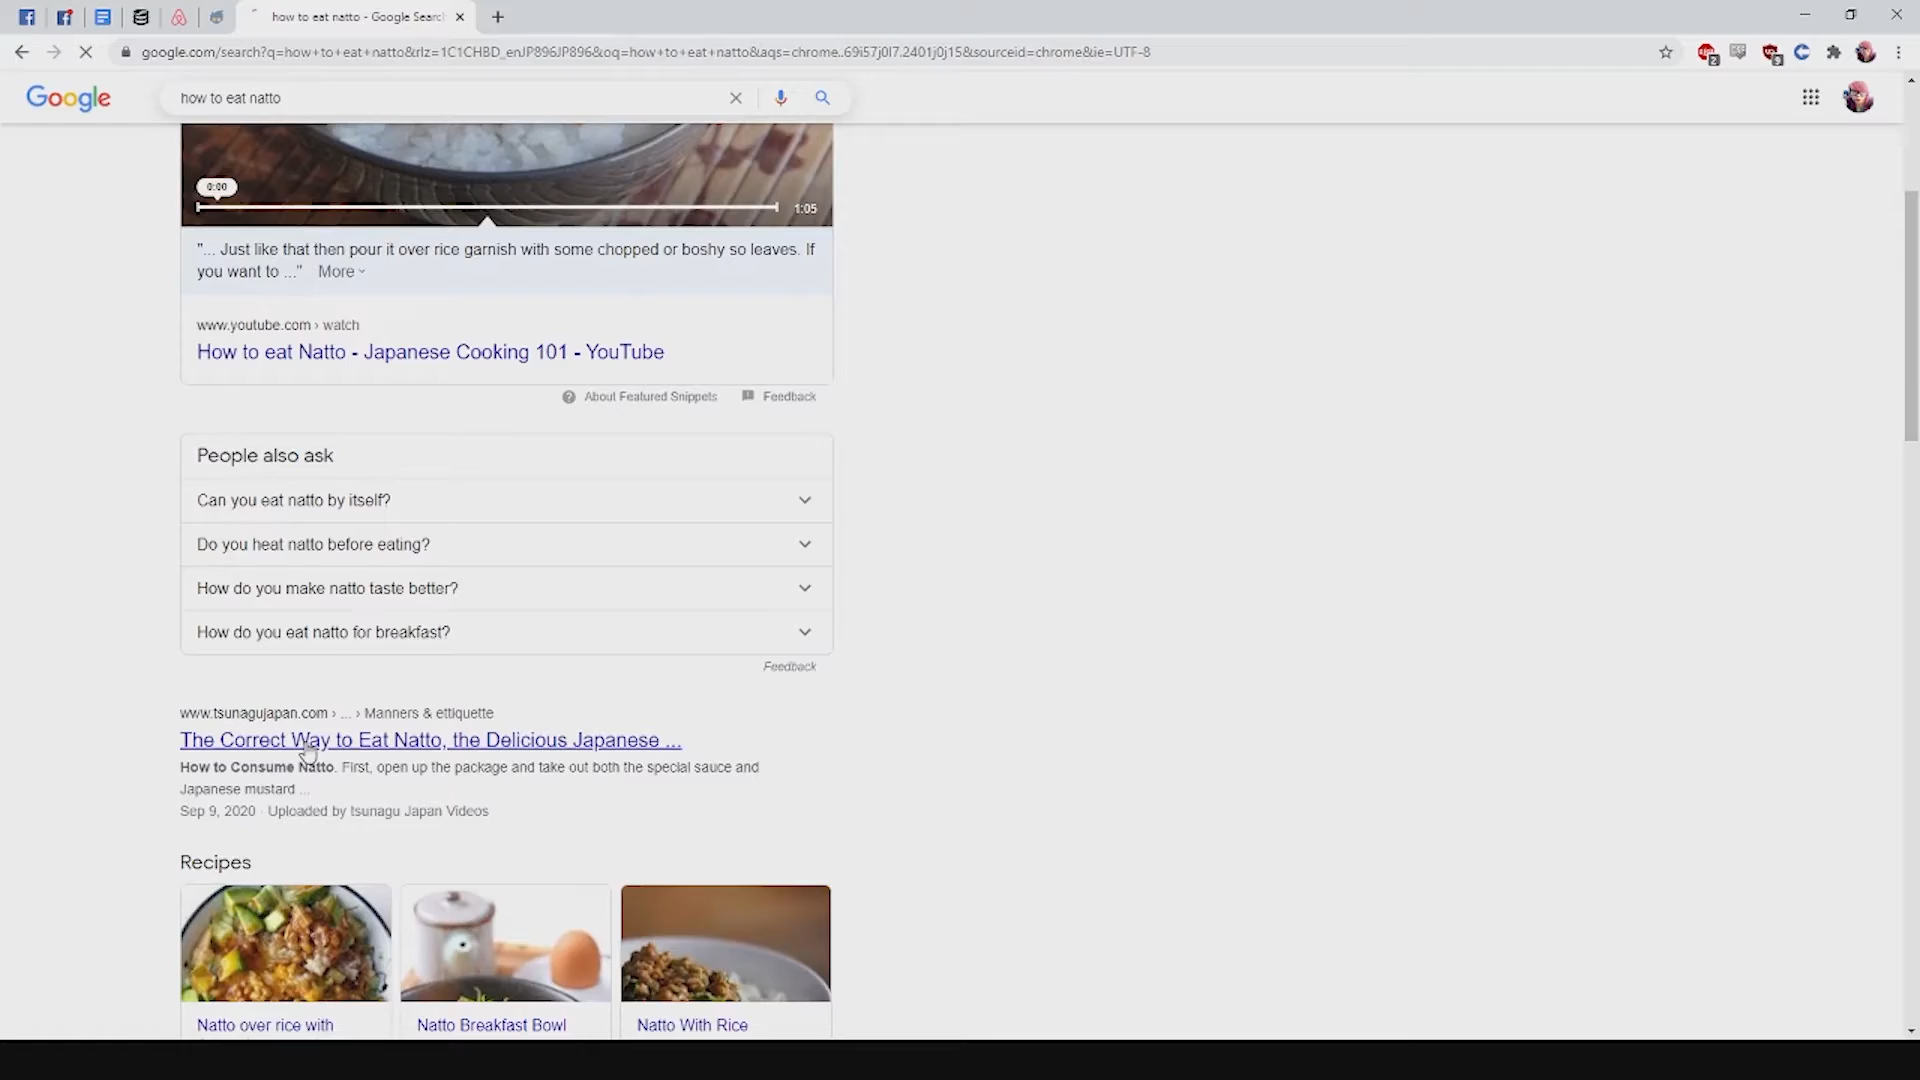 how to eat natto - Google Search
google.com/search?q=how+to+eat+natto&rlz=1C1CHBD_enJP896JP896&oq=how+to+eat+natto&aqs=chrome..69i57j0l7.2401j0j15&sourceid=chrome&ie=UTF-8
2
9
Google
how to eat natto
0:00
1:05
"... Just like that then pour it over rice garnish with some chopped or boshy so leaves. If
you want to ..." More
www.youtube.com › watch
How to eat Natto - Japanese Cooking 101 - YouTube
About Featured Snippets
Feedback
People also ask
Can you eat natto by itself?
Do you heat natto before eating?
How do you make natto taste better?
How do you eat natto for breakfast?
Feedback
www.tsunagujapan.com › ... › Manners & ettiquette
The Correct Way to Eat Natto, the Delicious Japanese ...
How to Consume Natto. First, open up the package and take out both the special sauce and
Japanese mustard ...
Sep 9, 2020 · Uploaded by tsunagu Japan Videos
Recipes
Natto over rice with
Natto Breakfast Bowl
Natto With Rice